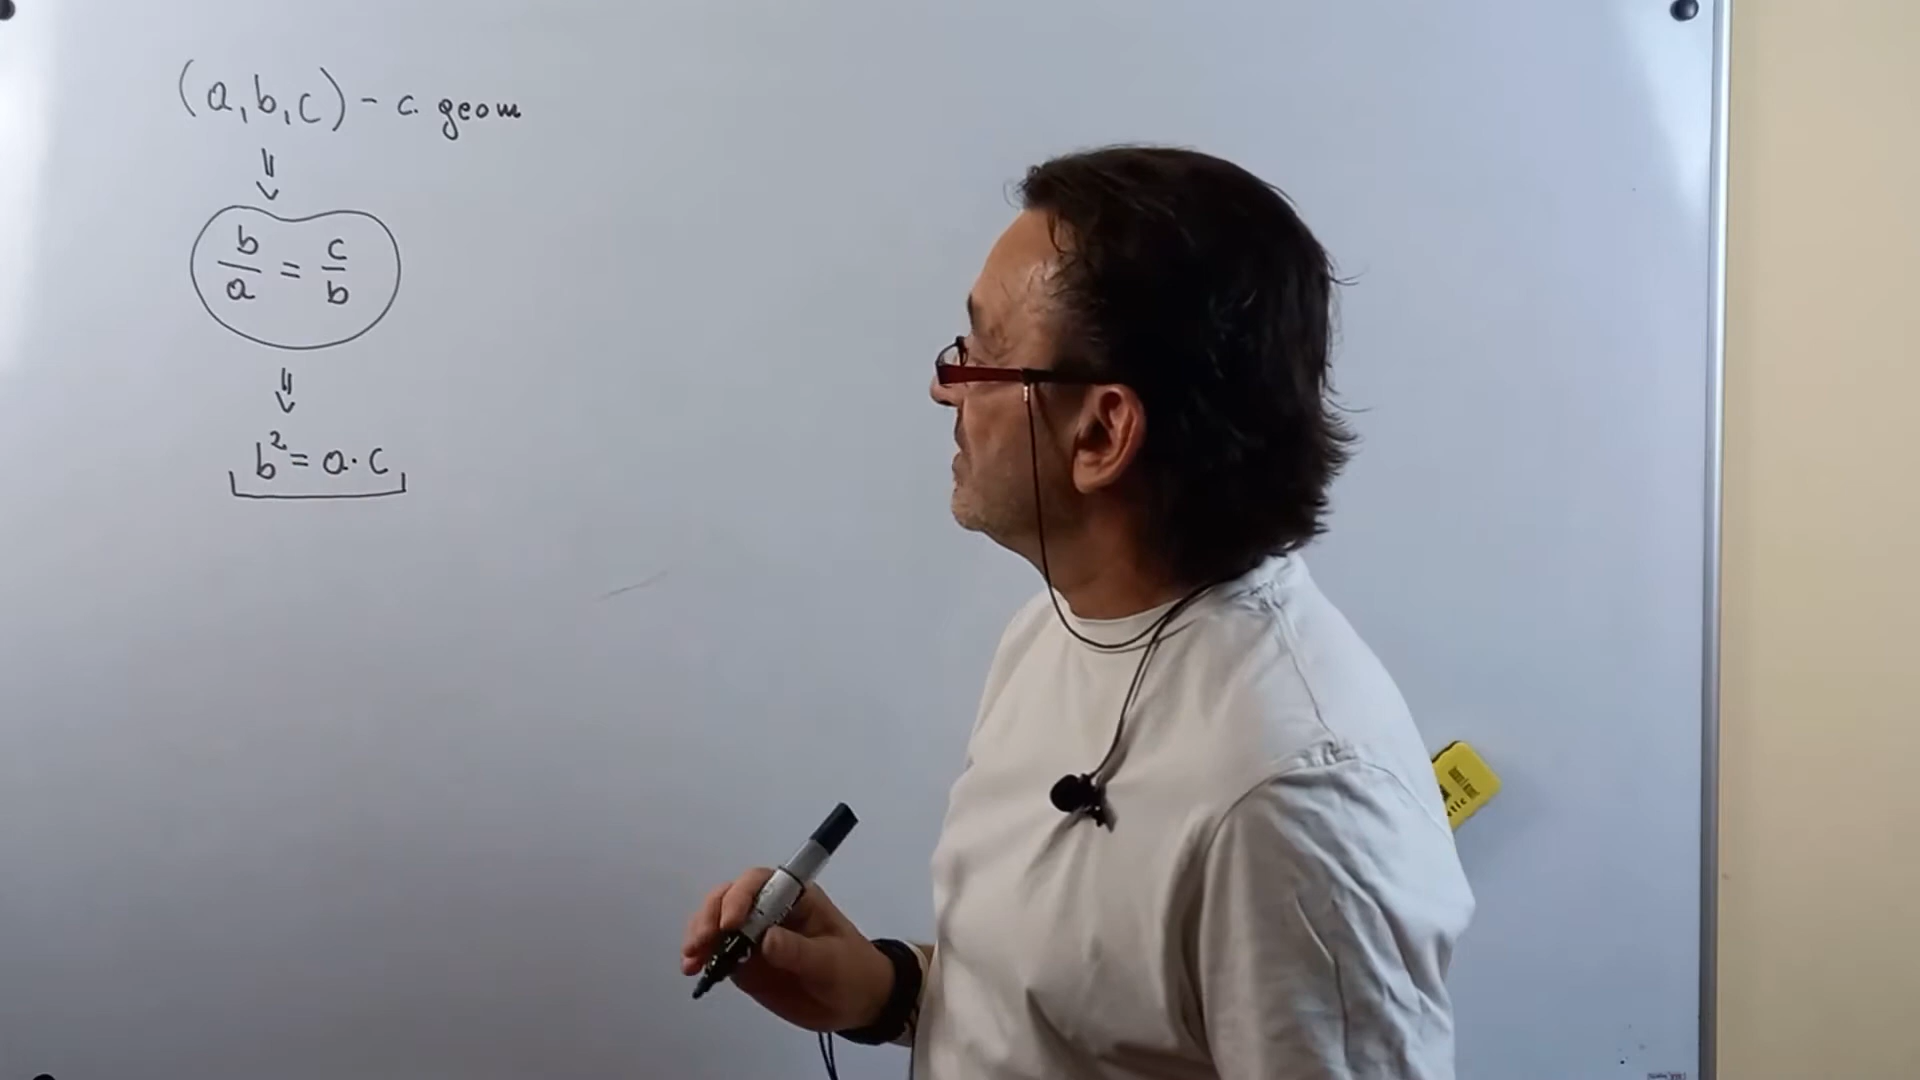 (a, b, c) - c. geom
⇓
b/a = c/b
⇓
b² = a · c